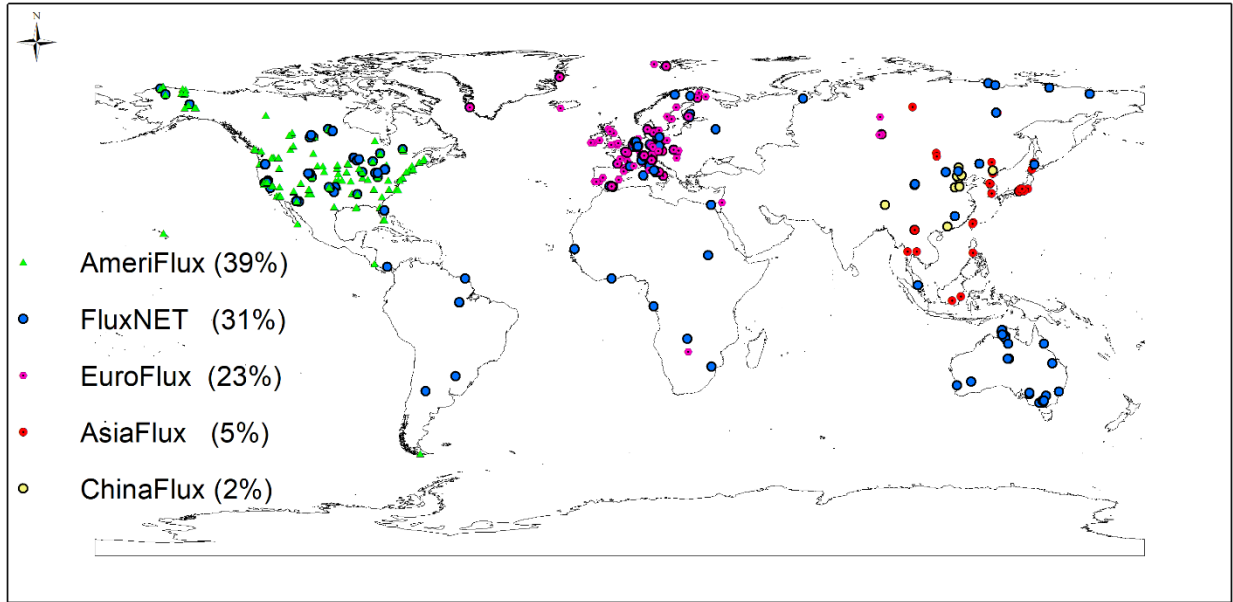 N
AmeriFlux (39%)
FluxNET (31%)
EuroFlux (23%)
AsiaFlux (5%)
ChinaFlux (2%)